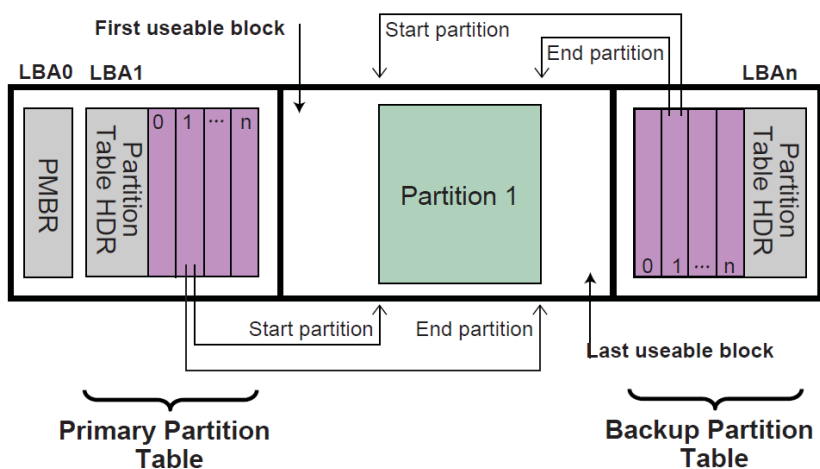 First useable block
Start partition
End partition
LBA0
LBA1
LBAn
PMBR
Partition
Table HDR
0
1
...
n
Partition 1
Partition
Table HDR
0
1
...
n
Start partition
End partition
Last useable block
Primary Partition
Table
Backup Partition
Table